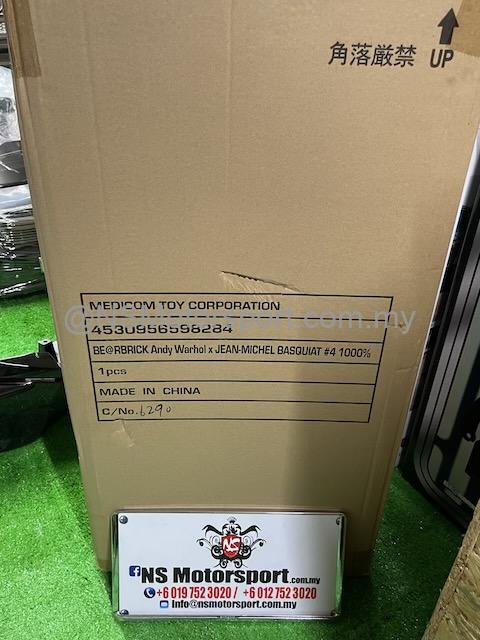 角落厳禁 UP
MEDICOM TOY CORPORATION
@NSMotorsport.com.my
4530956598284
BE@RBRICK Andy Warhol x JEAN-MICHEL BASQUIAT #4 1000%
1pcs
MADE IN CHINA
C/No. 6290
NS
f NS Motorsport.com.my
+6 019 752 3020 / +6 012 752 3020
info@nsmotorsport.com.my